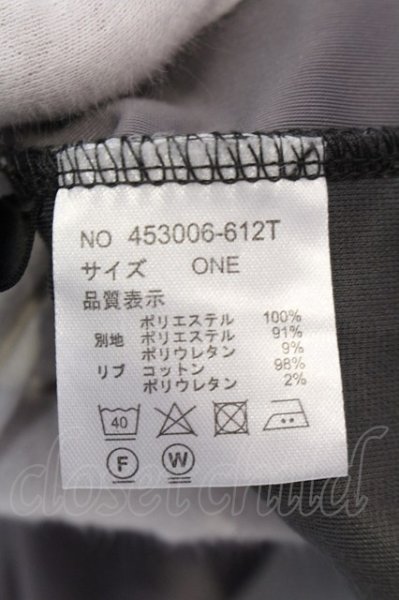 NO 453006-612T
サイズ ONE
品質表示
ポリエステル 100%
別地 ポリエステル 91%
ポリウレタン 9%
リブ コットン 98%
ポリウレタン 2%
40
F W
closet child